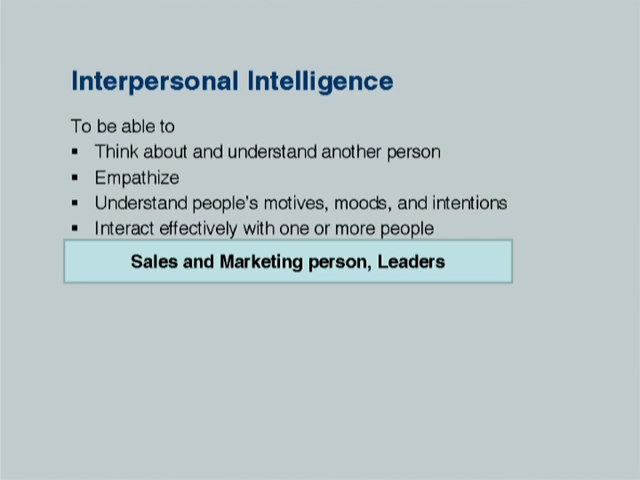 Interpersonal Intelligence
To be able to
▪ Think about and understand another person
▪ Empathize
▪ Understand people's motives, moods, and intentions
▪ Interact effectively with one or more people
Sales and Marketing person, Leaders